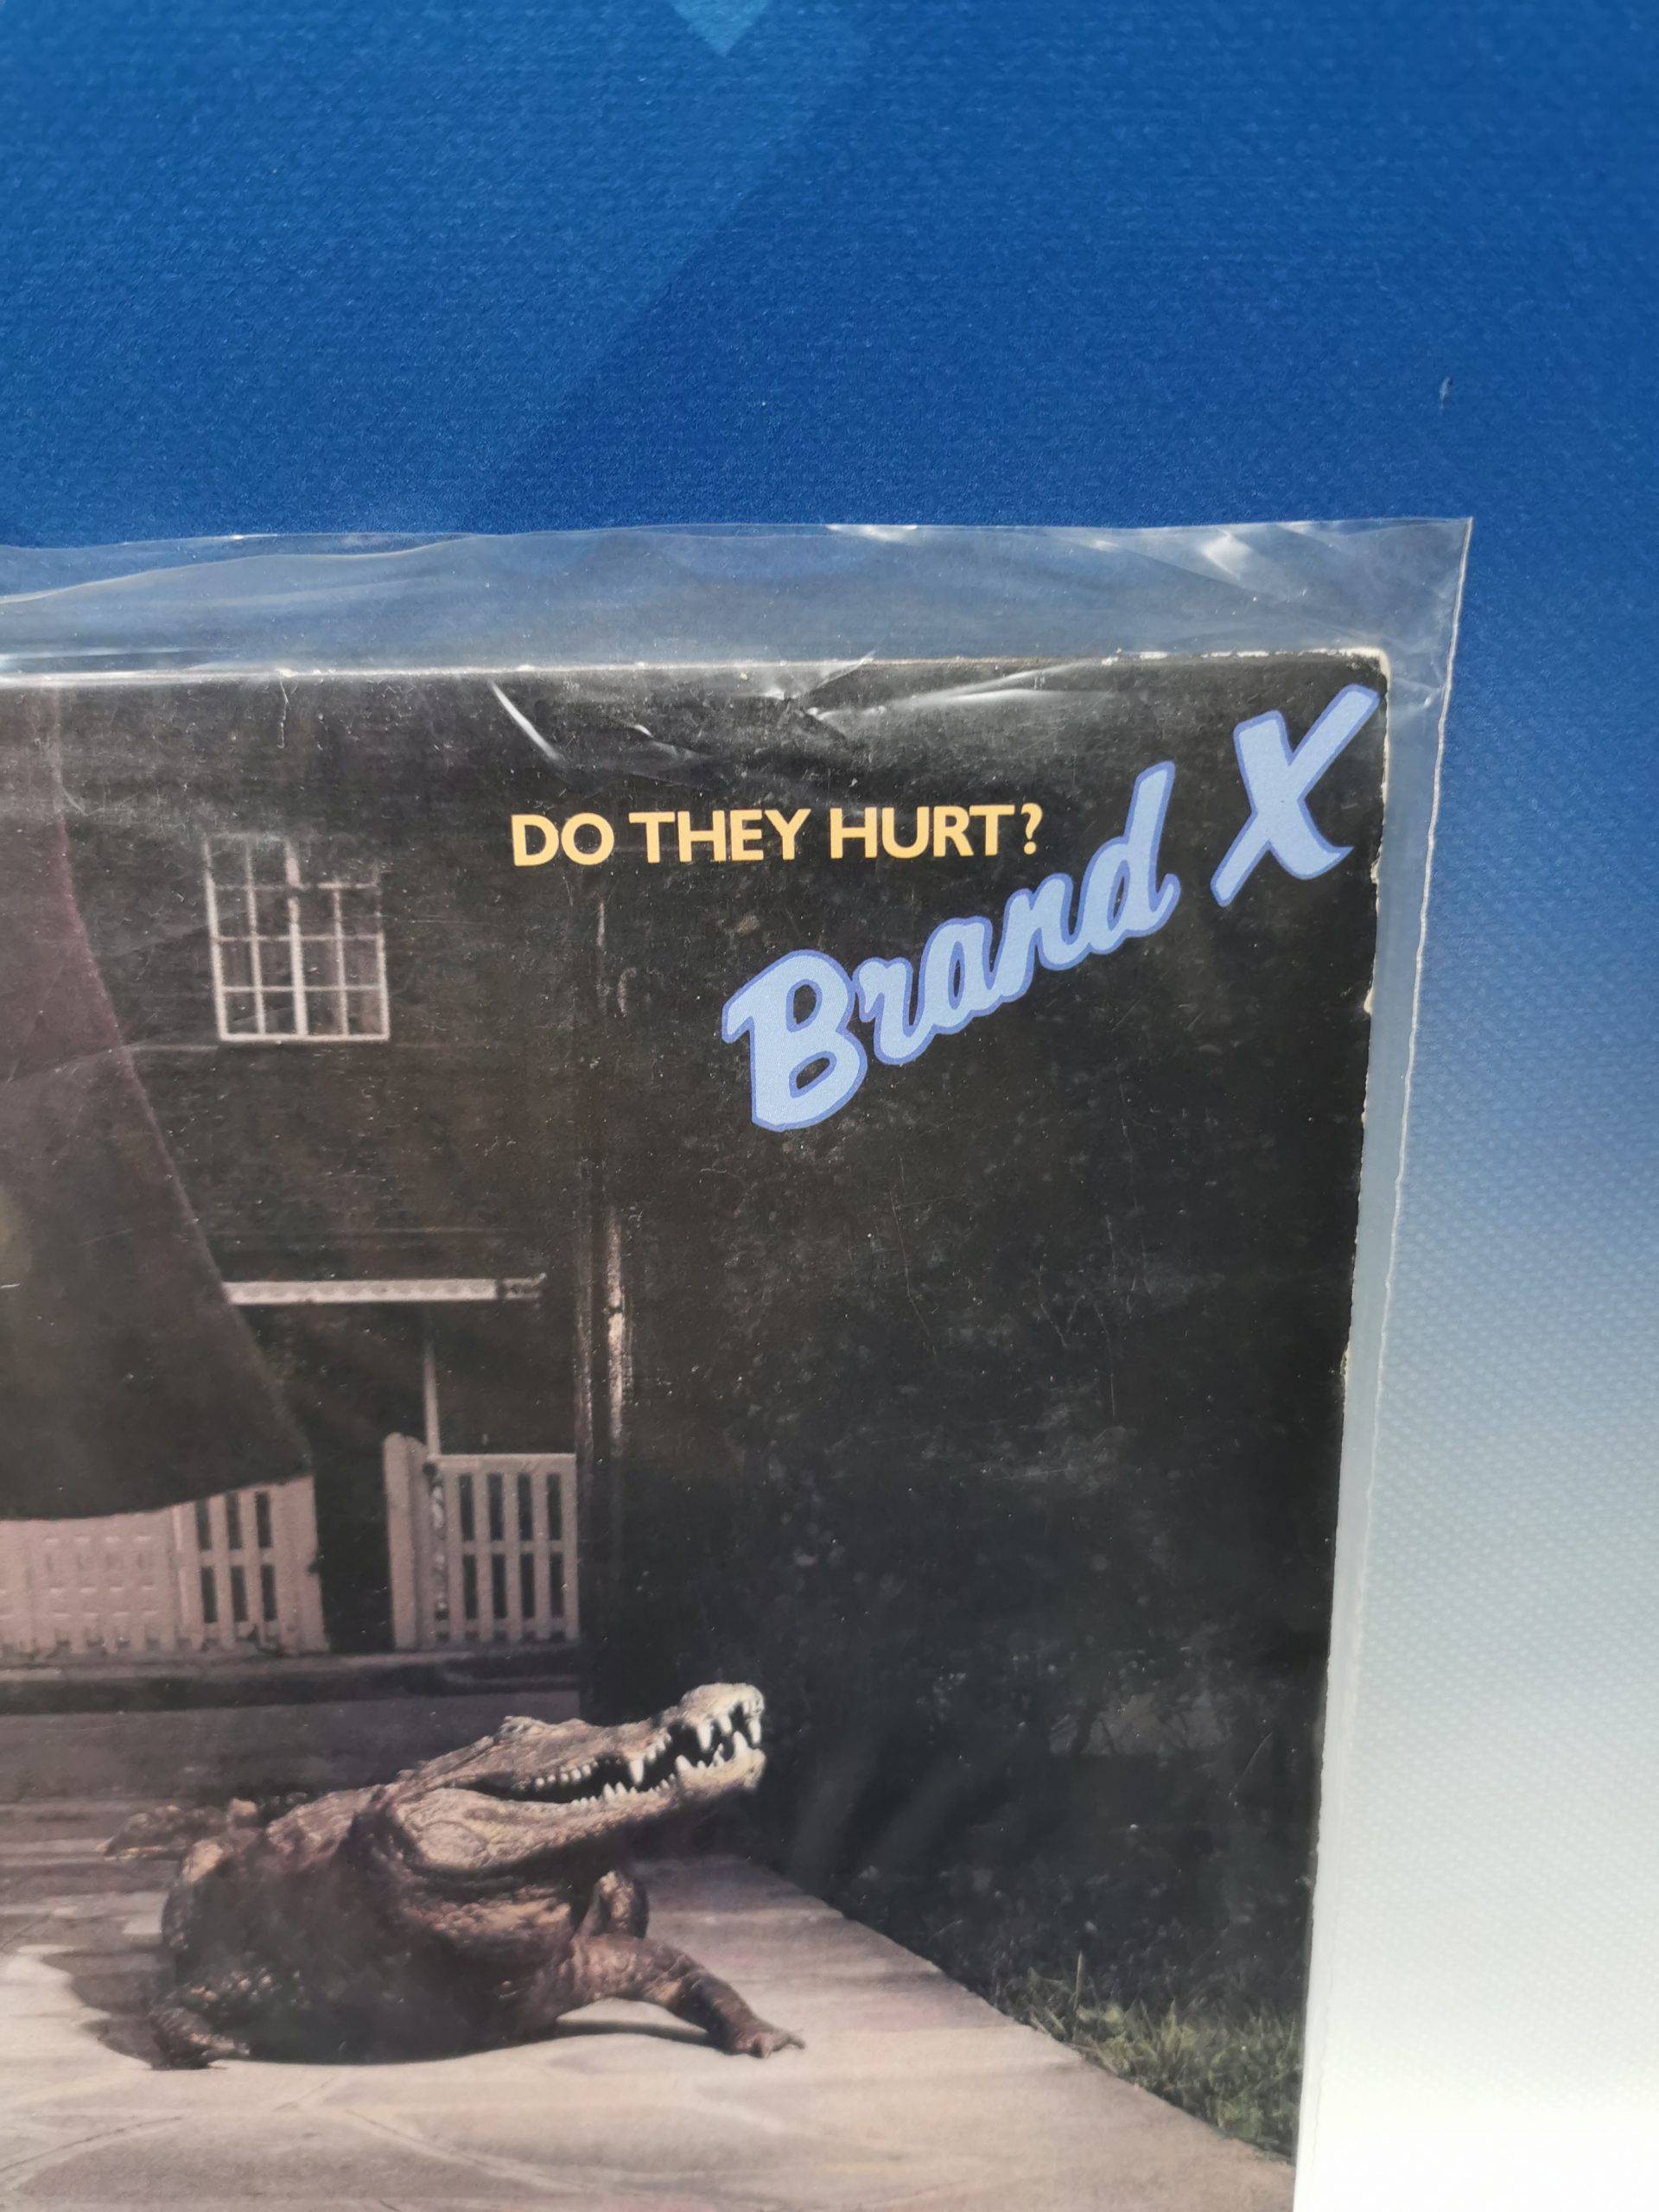 DO THEY HURT?
Brand X